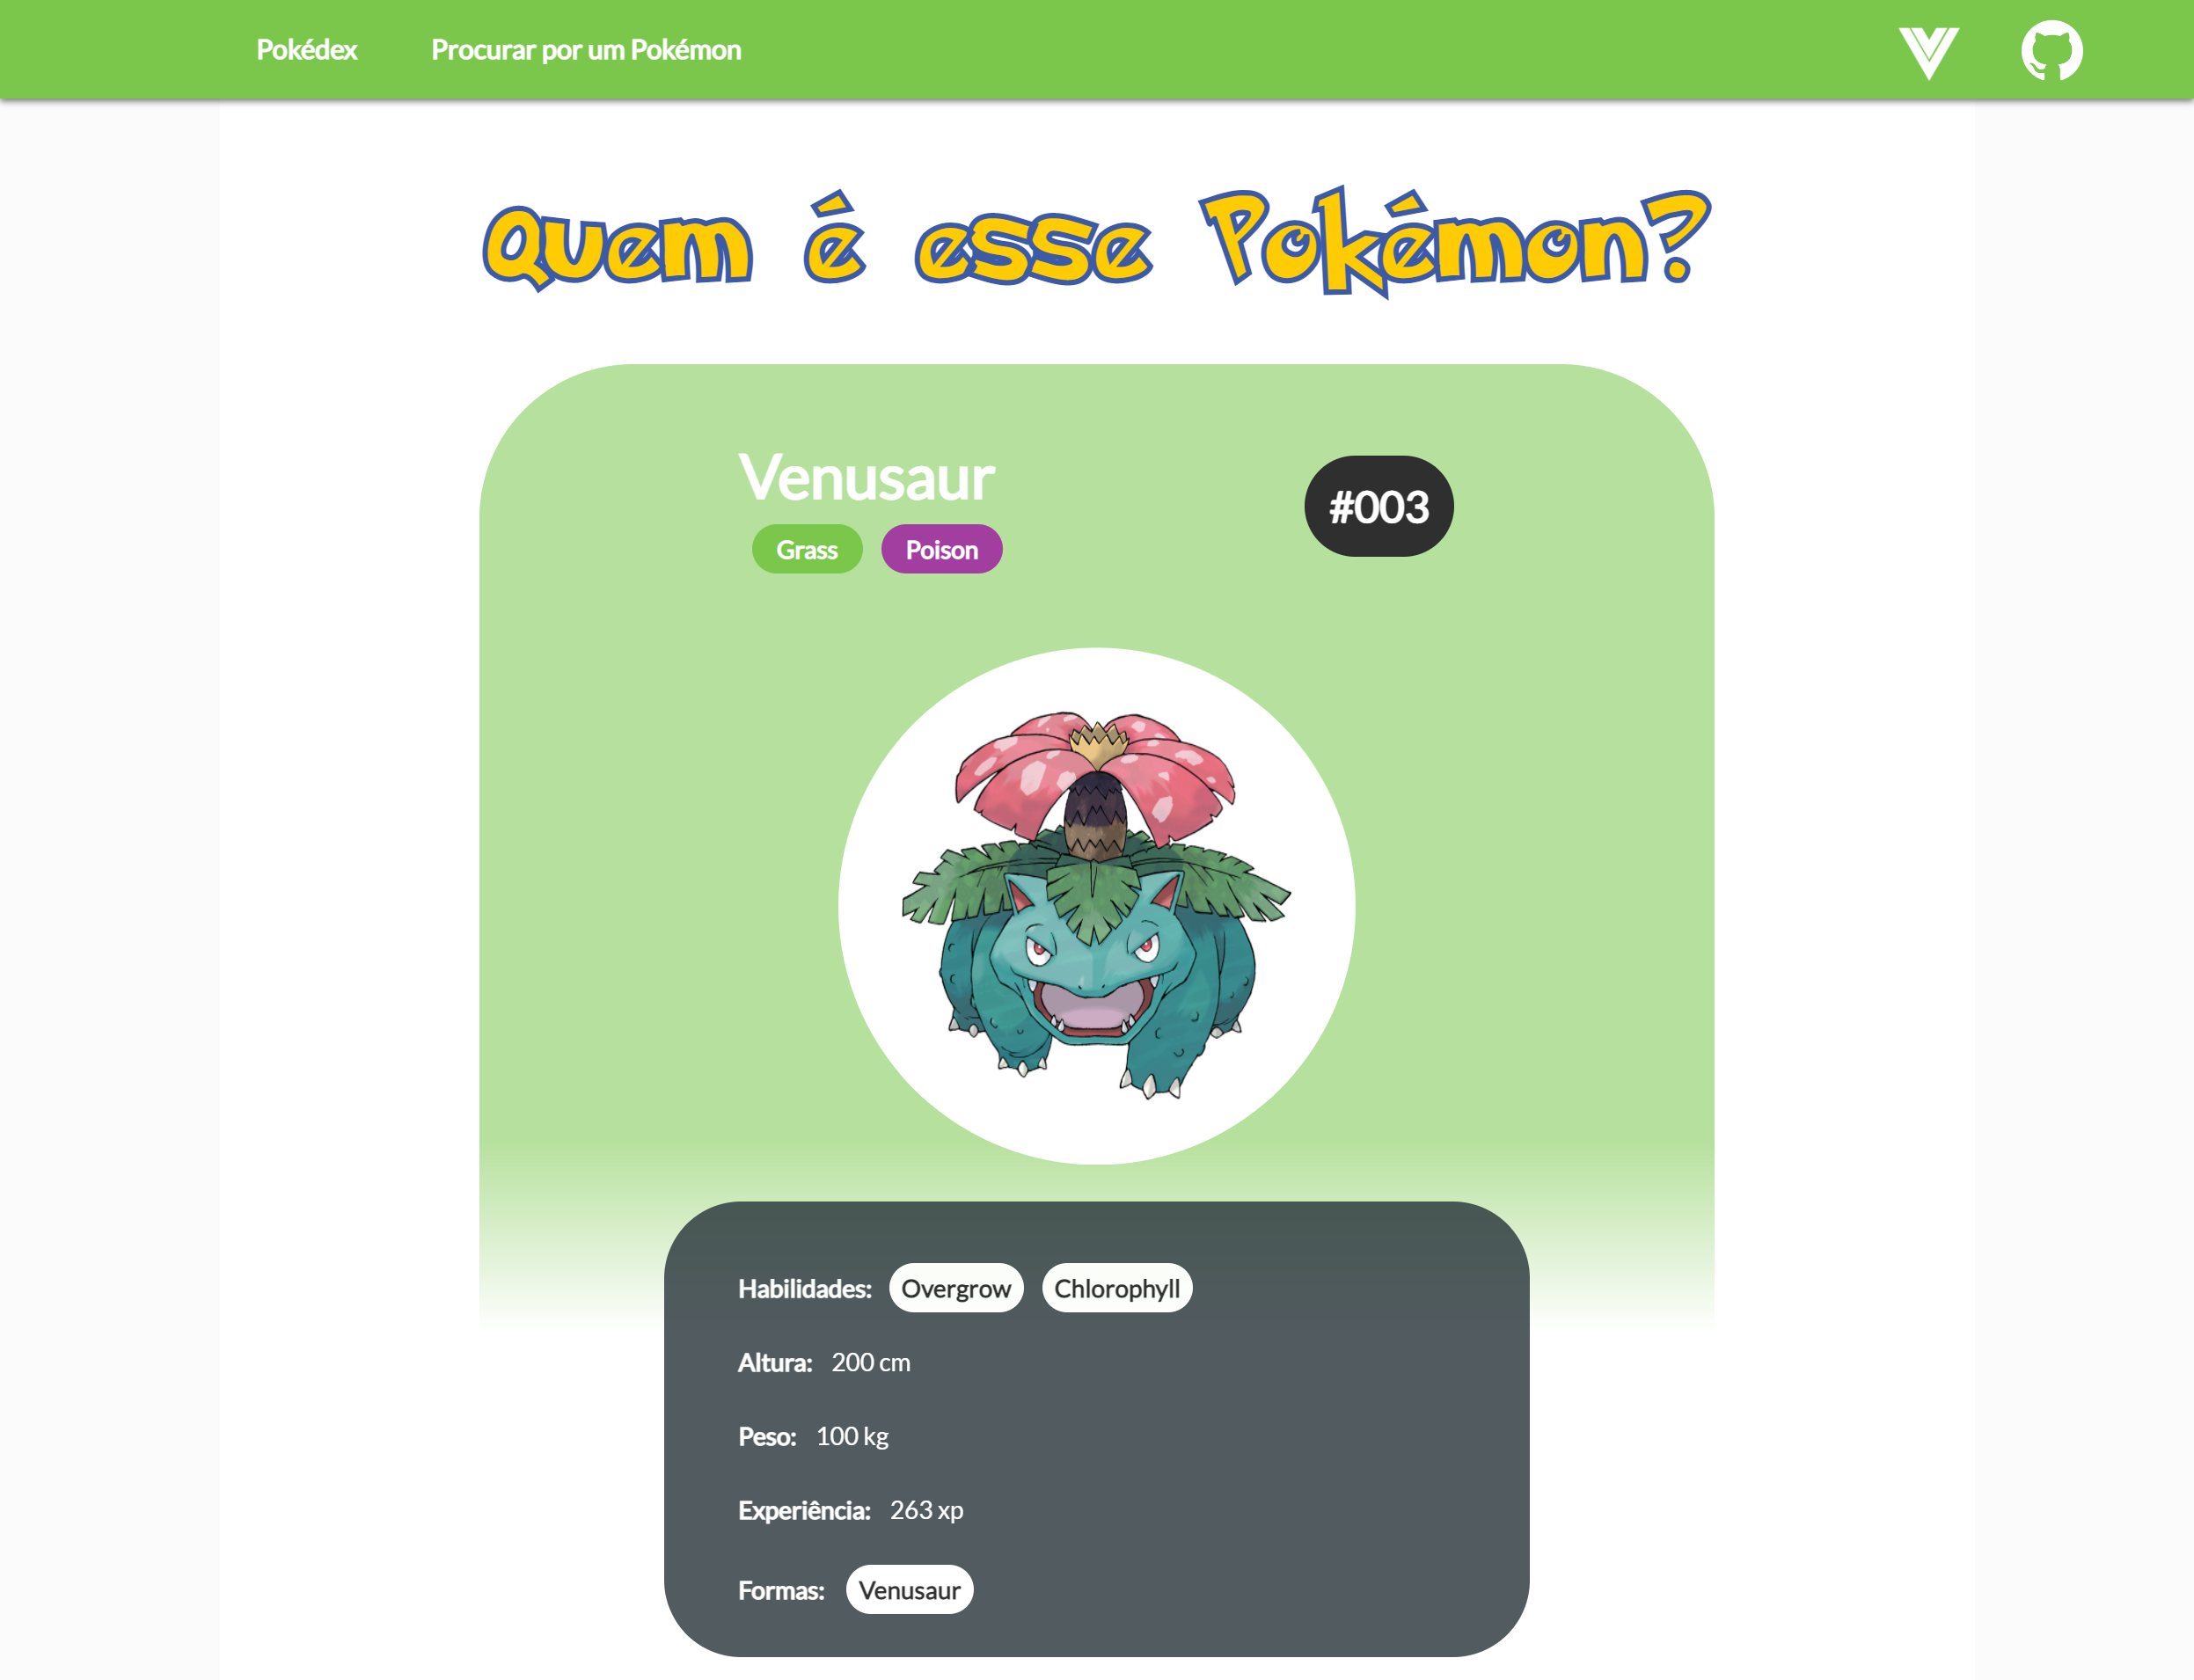 Pokédex Procurar por um Pokémon
Quem é esse Pokémon?
Venusaur
#003
Grass Poison
Habilidades: Overgrow Chlorophyll
Altura: 200 cm
Peso: 100 kg
Experiência: 263 xp
Formas: Venusaur